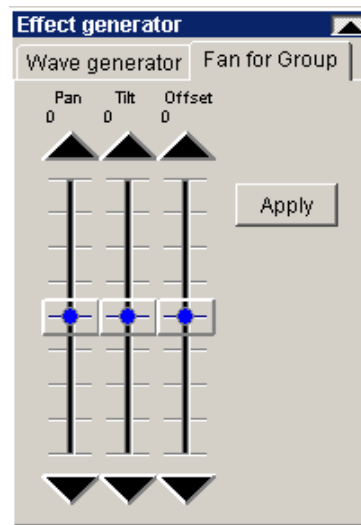 Effect generator
Wave generator Fan for Group
Pan Tilt Offset
0 0 0
Apply